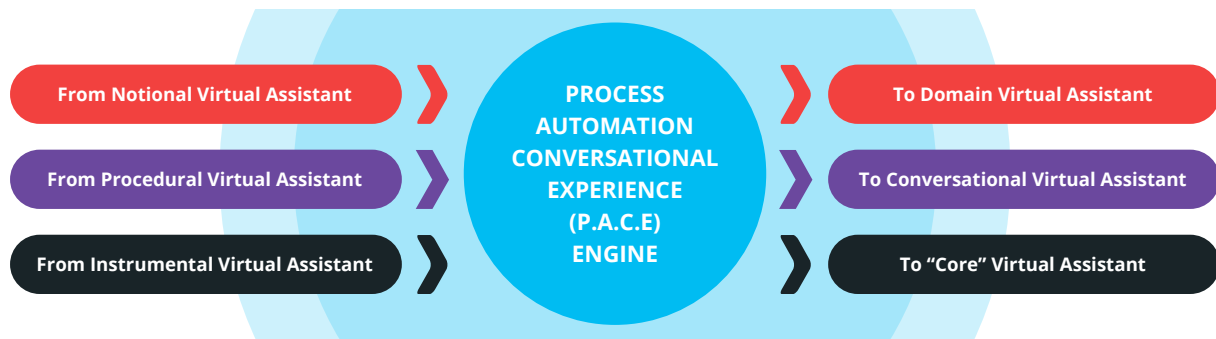 From Notional Virtual Assistant
From Procedural Virtual Assistant
From Instrumental Virtual Assistant
PROCESS
AUTOMATION
CONVERSATIONAL
EXPERIENCE
(P.A.C.E)
ENGINE
To Domain Virtual Assistant
To Conversational Virtual Assistant
To “Core” Virtual Assistant